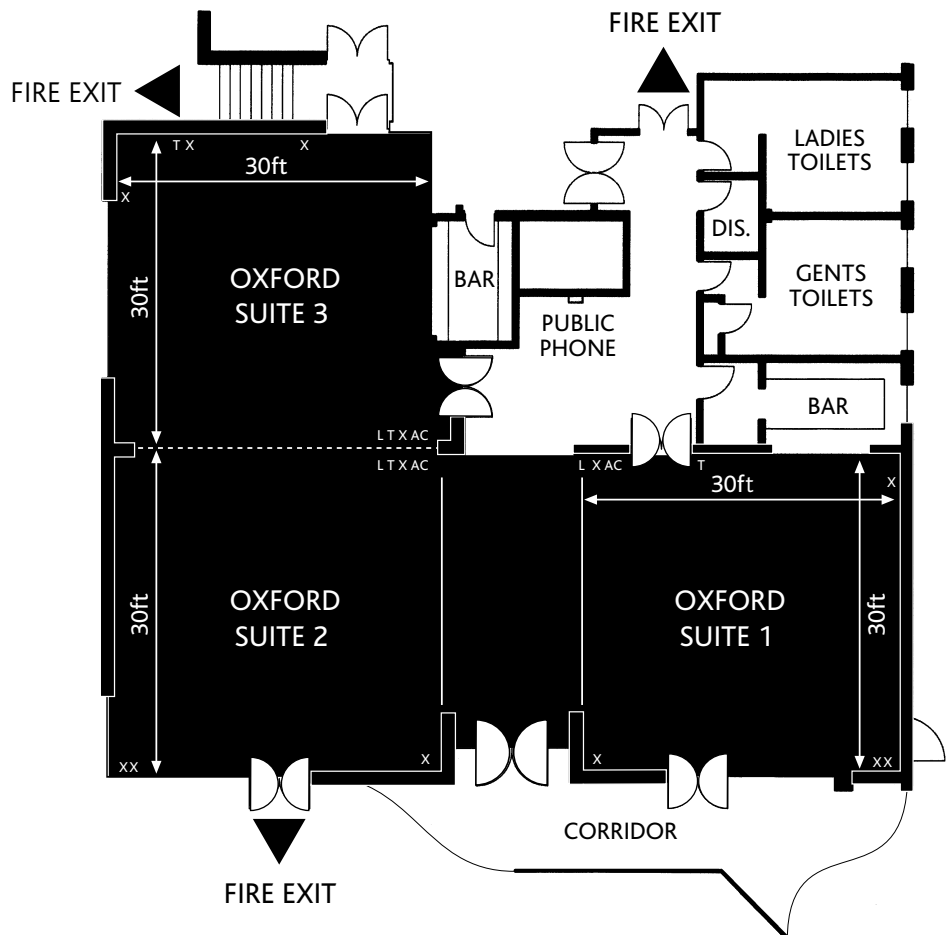 FIRE EXIT
FIRE EXIT
T X
X
30ft
X
LADIES
TOILETS
DIS.
OXFORD
SUITE 3
30ft
BAR
GENTS
TOILETS
PUBLIC
PHONE
BAR
L T X AC
L T X AC
L X AC
T
X
30ft
OXFORD
SUITE 2
30ft
OXFORD
SUITE 1
30ft
XX
X
X
XX
CORRIDOR
FIRE EXIT